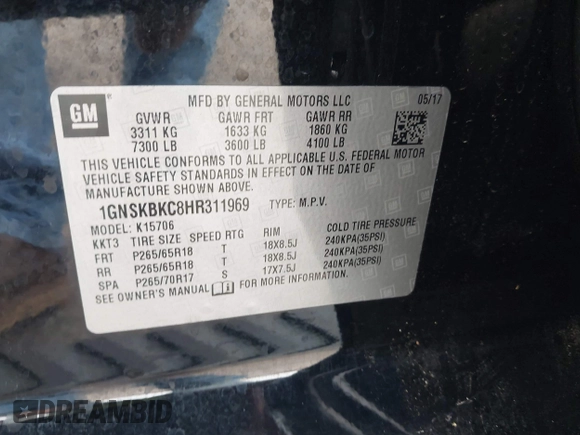 GM
MFD BY GENERAL MOTORS LLC 05/17
GVWR GAWR FRT GAWR RR
3311 KG 1633 KG 1860 KG
7300 LB 3600 LB 4100 LB
THIS VEHICLE CONFORMS TO ALL APPLICABLE U.S. FEDERAL MOTOR
VEHICLE SAFETY STANDARDS IN EFFECT ON THE DATE OF
MANUFACTURE SHOWN ABOVE.
1GNSKBKC8HR311969 TYPE: M.P.V.
MODEL: K15706
KKT3 TIRE SIZE SPEED RTG RIM COLD TIRE PRESSURE
FRT P265/65R18 T 18X8.5J 240KPA(35PSI)
RR P265/65R18 T 18X8.5J 240KPA(35PSI)
SPA P265/70R17 S 17X7.5J 240KPA(35PSI)
SEE OWNER'S MANUAL FOR MORE INFORMATION.
DREAMBID